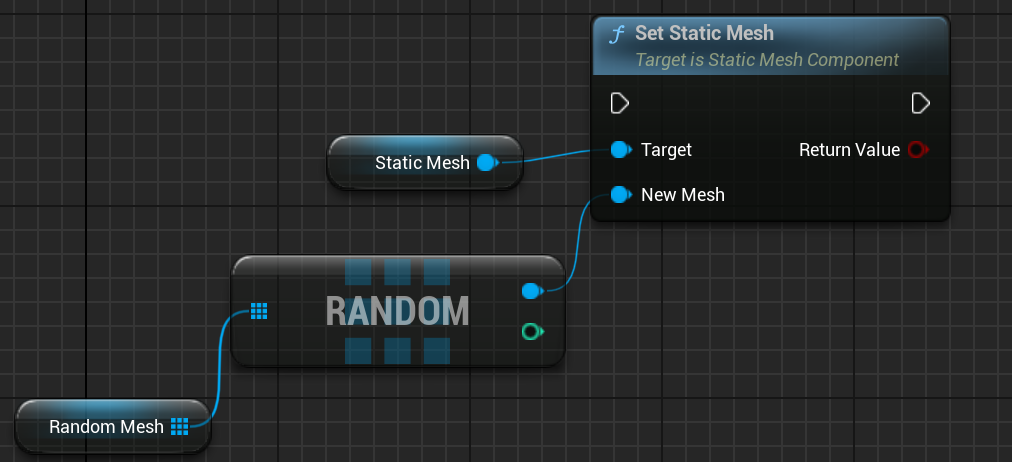 Set Static Mesh
Target is Static Mesh Component
Static Mesh
Target
Return Value
New Mesh
RANDOM
Random Mesh